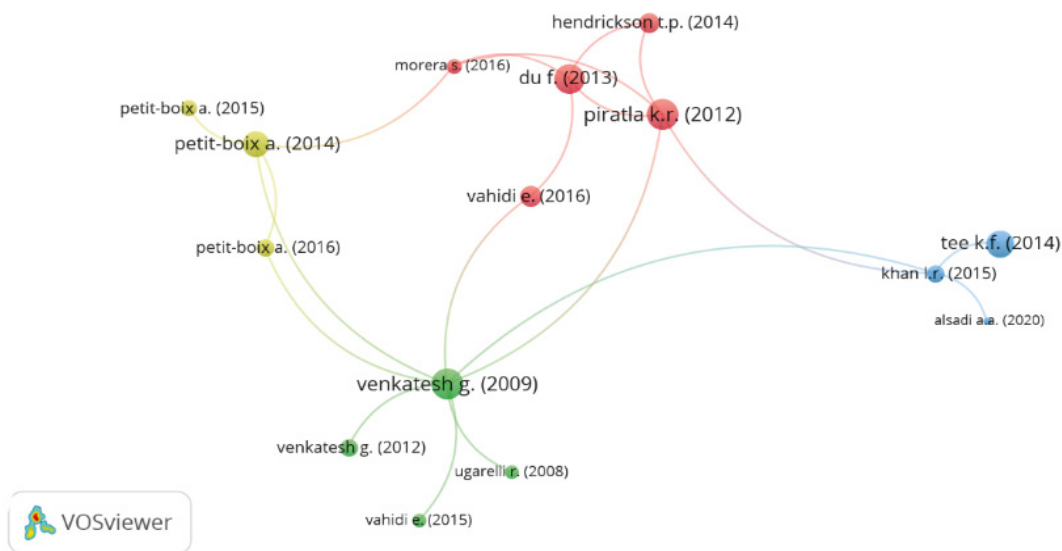 hendrickson t.p. (2014)
morera s. (2016)
du f. (2013)
petit-boix a. (2015)
piratla k.r. (2012)
petit-boix a. (2014)
vahidi e. (2016)
tee k.f. (2014)
petit-boix a. (2016)
khan l.r. (2015)
alsadi a.a. (2020)
venkatesh g. (2009)
venkatesh g. (2012)
ugarelli r. (2008)
vahidi e. (2015)
VOSviewer